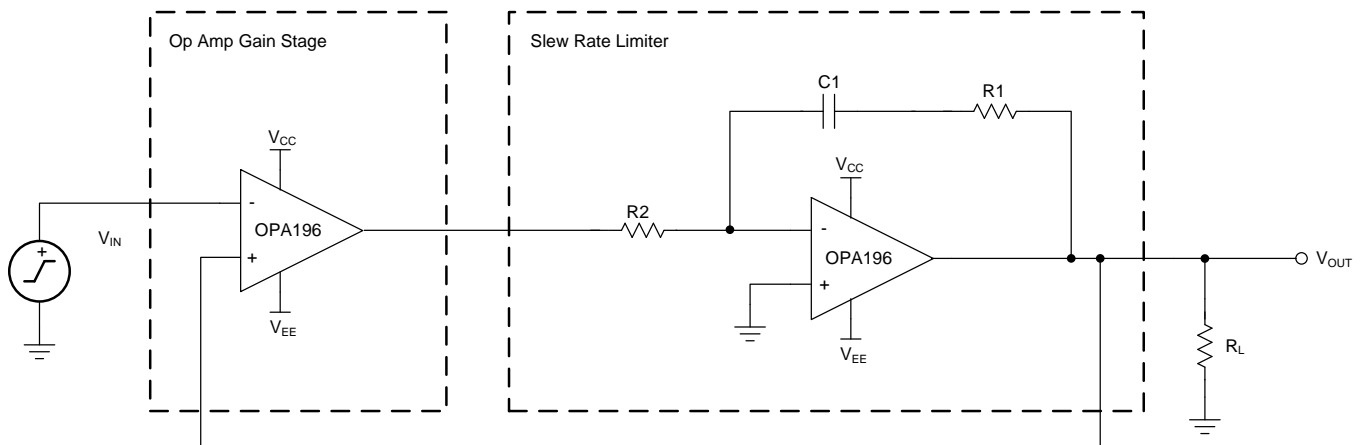 Op Amp Gain Stage
Slew Rate Limiter
C1
R1
VCC
VCC
R2
-
-
OPA196
VIN
+
+
OPA196
VOUT
+
+
VEE
VEE
RL